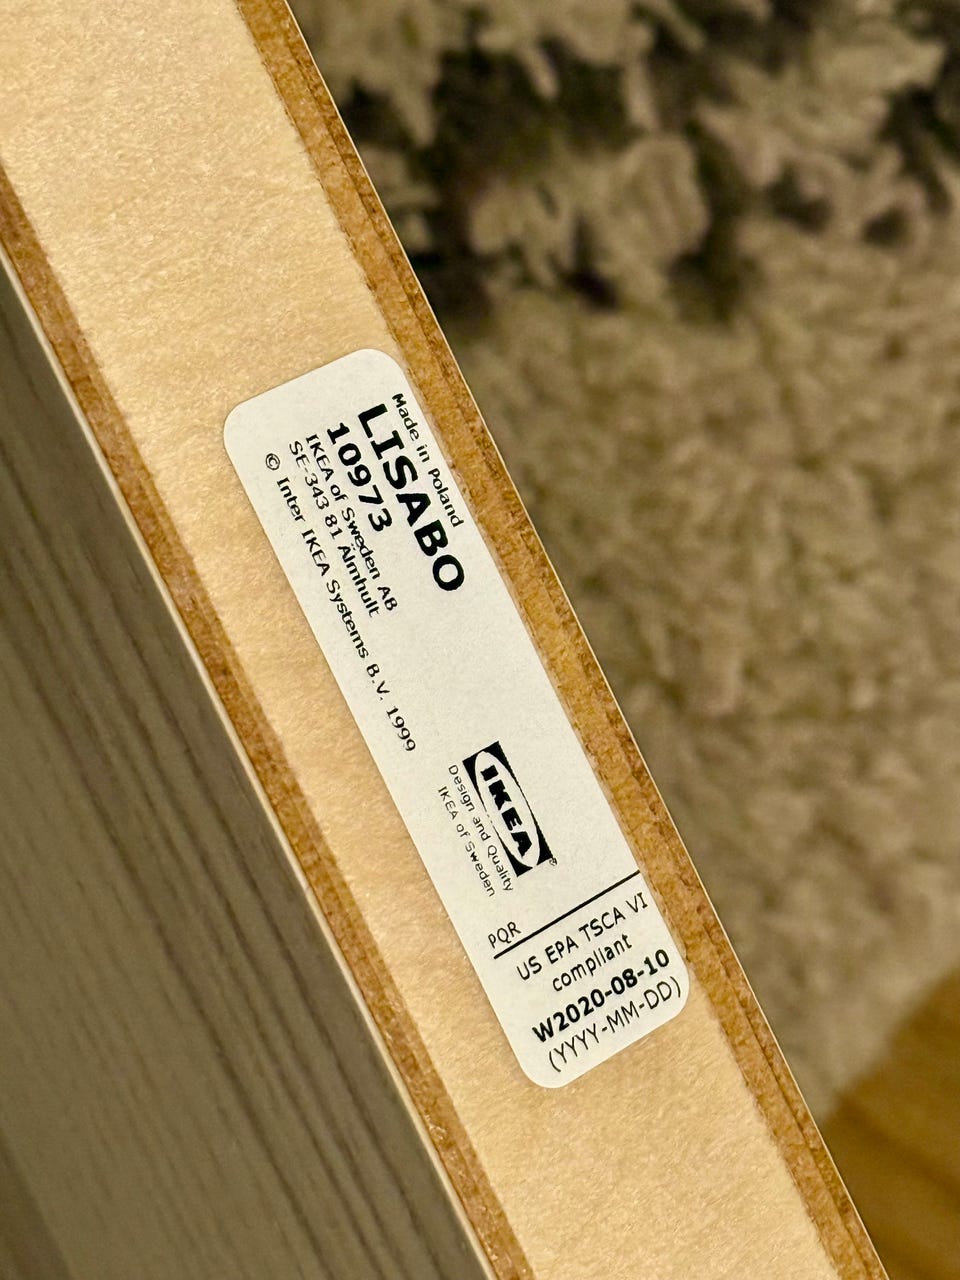 Made in Poland
LISABO
10973
IKEA of Sweden AB
SE-343 81 Älmhult
© Inter IKEA Systems B.V. 1999
IKEA®
Design and Quality
IKEA of Sweden
PQR
US EPA TSCA VI
compliant
W2020-08-10
(YYYY-MM-DD)